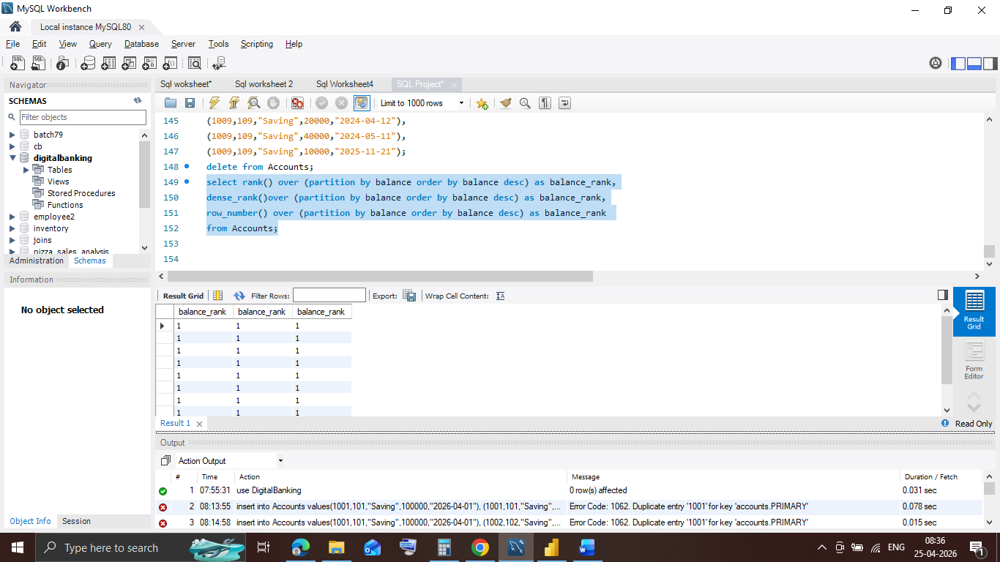 MySQL Workbench
Local instance MySQL80
File Edit View Query Database Server Tools Scripting Help
Navigator
SCHEMAS
Filter objects
batch79
cb
digitalbanking
Tables
Views
Stored Procedures
Functions
employee2
inventory
joins
pizza_sales_analysis
Administration Schemas
Information
No object selected
Object Info Session
Sql woksheet* Sql worksheet 2 Sql Worksheet4 SQL Project*
Limit to 1000 rows
145 (1009,109,"Saving",20000,"2024-04-12"),
146 (1009,109,"Saving",40000,"2024-05-11"),
147 (1009,109,"Saving",10000,"2025-11-21");
148 delete from Accounts;
149 select rank() over (partition by balance order by balance desc) as balance_rank,
150 dense_rank()over (partition by balance order by balance desc) as balance_rank,
151 row_number() over (partition by balance order by balance desc) as balance_rank
152 from Accounts;
153
154
Result Grid Filter Rows: Export: Wrap Cell Content:
balance_rank balance_rank balance_rank
1 1 1
1 1 1
1 1 1
1 1 1
1 1 1
1 1 1
1 1 1
1 1 1
Result Grid
Form Editor
Result 1
Read Only
Output
Action Output
# Time Action Message Duration / Fetch
1 07:55:31 use DigitalBanking 0 row(s) affected 0.031 sec
2 08:13:55 insert into Accounts values(1001,101,"Saving",100000,"2026-04-01"), (1001,101,"Saving",... Error Code: 1062. Duplicate entry '1001' for key 'accounts.PRIMARY' 0.078 sec
3 08:14:58 insert into Accounts values(1001,101,"Saving",100000,"2026-04-01"), (1002,102,"Saving",... Error Code: 1062. Duplicate entry '1001' for key 'accounts.PRIMARY' 0.015 sec
Type here to search
ENG
08:36
25-04-2026
1